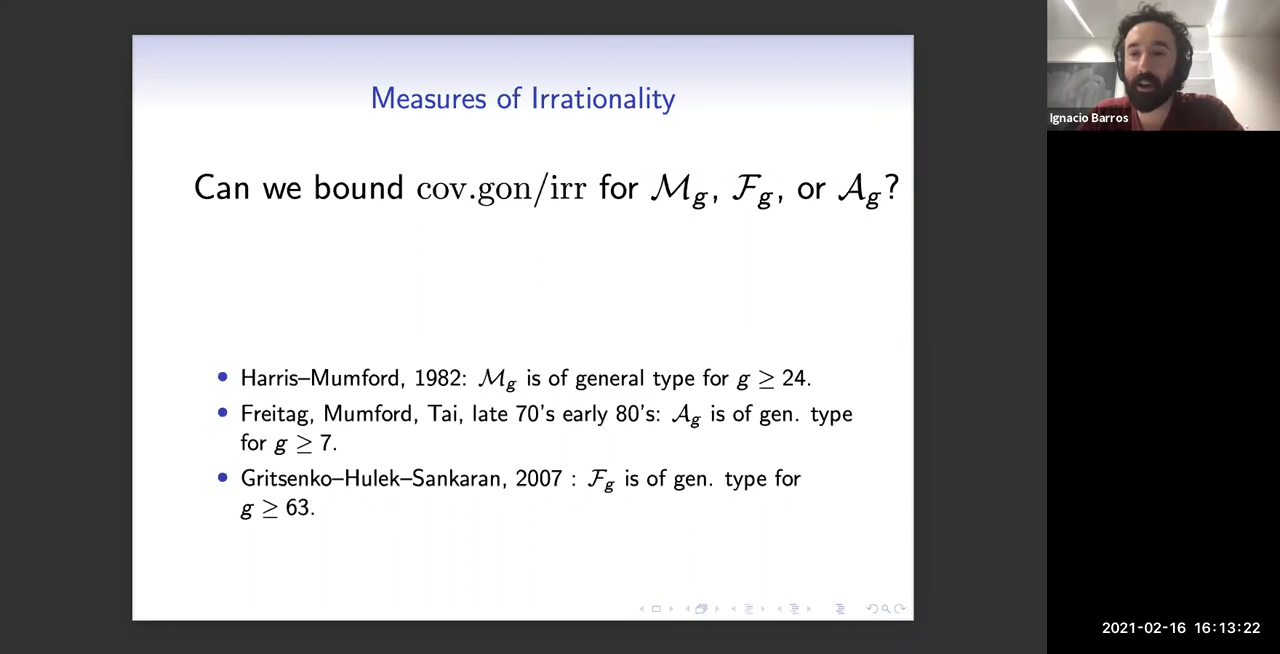 Measures of Irrationality
Can we bound cov.gon/irr for ℳg, ℱg, or 𝒜g?
• Harris–Mumford, 1982: ℳg is of general type for g ≥ 24.
• Freitag, Mumford, Tai, late 70's early 80's: 𝒜g is of gen. type
for g ≥ 7.
• Gritsenko–Hulek–Sankaran, 2007 : ℱg is of gen. type for
g ≥ 63.
Ignacio Barros
2021-02-16 16:13:22